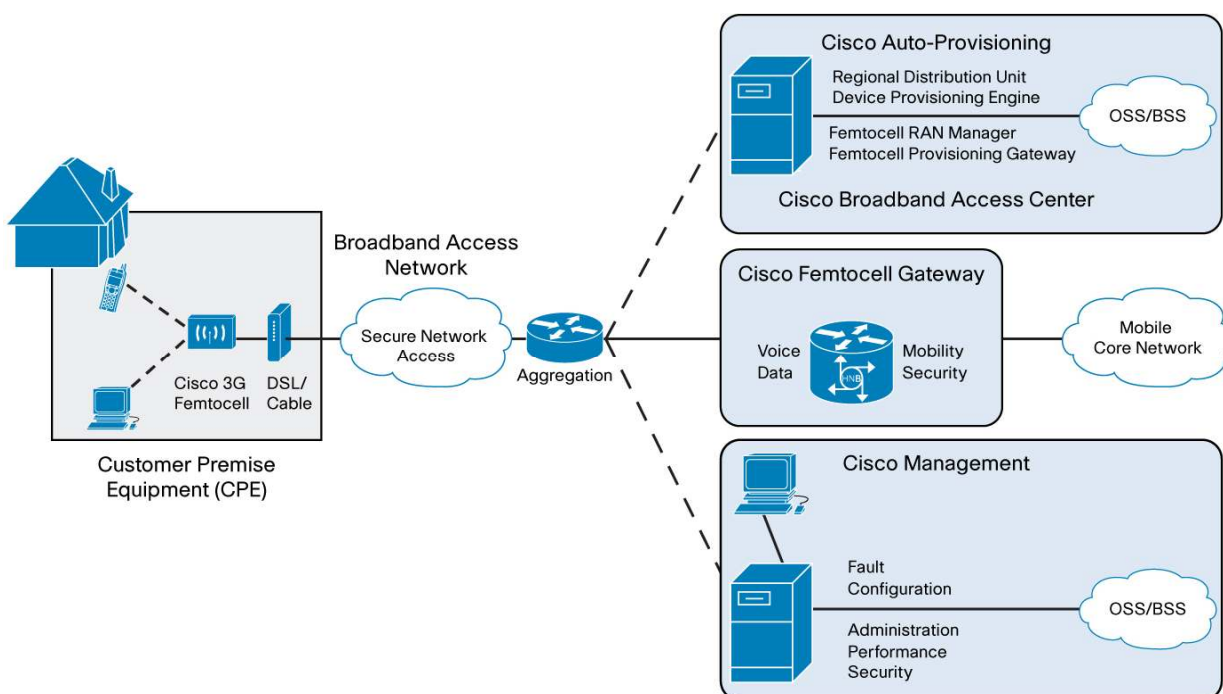 Cisco Auto-Provisioning
Regional Distribution Unit
Device Provisioning Engine
OSS/BSS
Femtocell RAN Manager
Femtocell Provisioning Gateway
Cisco Broadband Access Center
Broadband Access
Network
Secure Network
Access
Aggregation
Cisco 3G
Femtocell
DSL/
Cable
Customer Premise
Equipment (CPE)
Cisco Femtocell Gateway
Voice
Data
HNB
Mobility
Security
Mobile
Core Network
Cisco Management
Fault
Configuration
OSS/BSS
Administration
Performance
Security